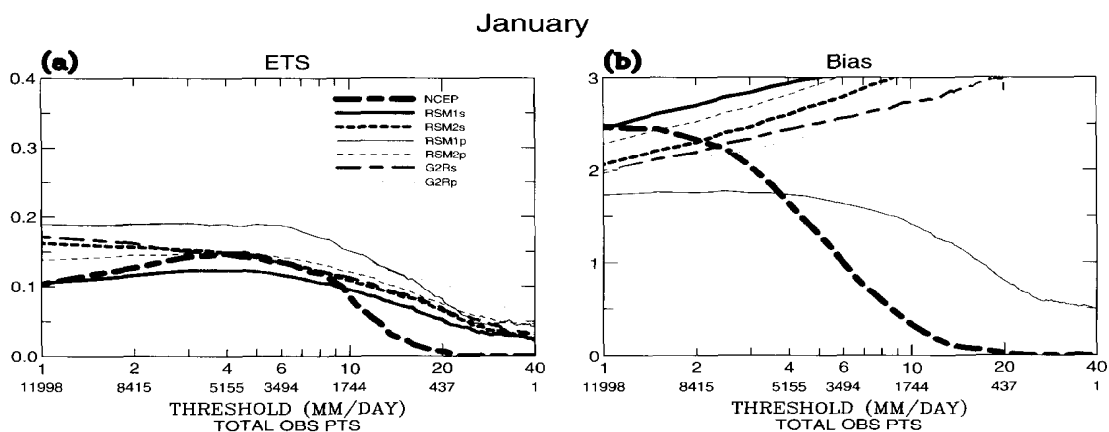 January
(a)
ETS
0.4
0.3
0.2
0.1
0.0
NCEP
RSM1s
RSM2s
RSM1p
RSM2p
G2Rs
G2Rp
1 2 4 6 10 20 40
11998 8415 5155 3494 1744 437 1
THRESHOLD (MM/DAY)
TOTAL OBS PTS
(b)
Bias
3
2
1
0
1 2 4 6 10 20 40
11998 8415 5155 3494 1744 437 1
THRESHOLD (MM/DAY)
TOTAL OBS PTS